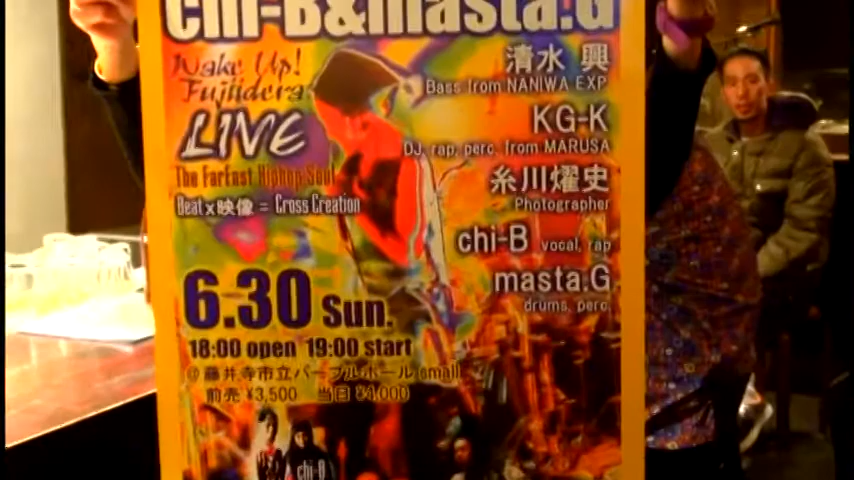 chi-B&masta.G
Wake Up!
Fujiidera
LIVE
The FarEast Hiphop Soul
Beat×映像 = Cross Creation
清水 興
Bass from NANIWA EXP
KG-K
DJ, rap, perc. from MARUSA
糸川燿史
Photographer
chi-B vocal, rap
masta.G
drums, perc.
6.30 sun.
18:00 open 19:00 start
@藤井寺市立パープルホール small
前売 ¥3,500 当日 ¥4,000
chi-B